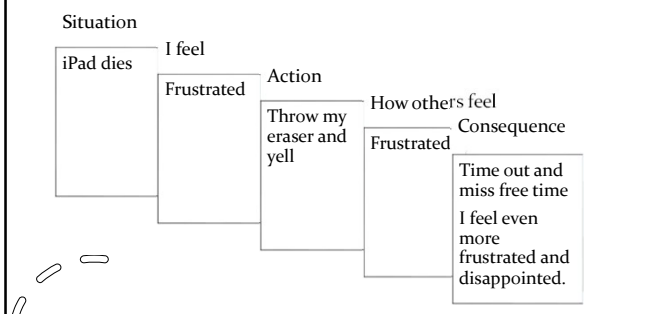 Situation
iPad dies
I feel
Frustrated
Action
Throw my
eraser and
yell
How others feel
Frustrated
Consequence
Time out and
miss free time
I feel even
more
frustrated and
disappointed.